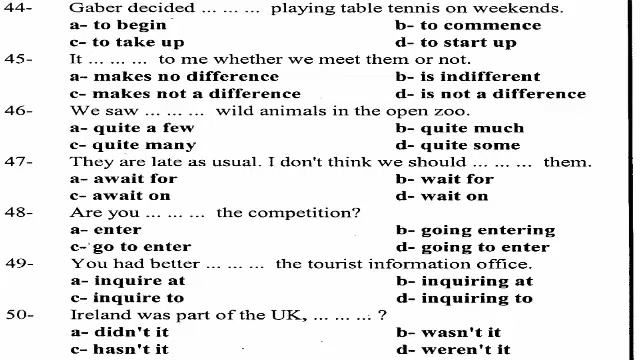 44- Gaber decided ... ... ... playing table tennis on weekends.
a- to begin b- to commence
c- to take up d- to start up
45- It ... ... ... to me whether we meet them or not.
a- makes no difference b- is indifferent
c- makes not a difference d- is not a difference
46- We saw ... ... ... wild animals in the open zoo.
a- quite a few b- quite much
c- quite many d- quite some
47- They are late as usual. I don't think we should ... ... ... them.
a- await for b- wait for
c- await on d- wait on
48- Are you ... ... ... the competition?
a- enter b- going entering
c- go to enter d- going to enter
49- You had better ... ... ... the tourist information office.
a- inquire at b- inquiring at
c- inquire to d- inquiring to
50- Ireland was part of the UK, ... ... ... ?
a- didn't it b- wasn't it
c- hasn't it d- weren't it